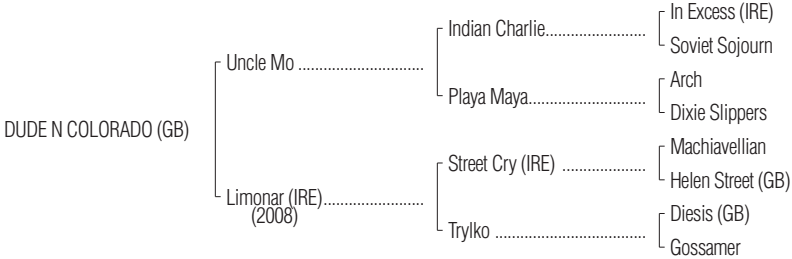 In Excess (IRE)
Indian Charlie........................
Soviet Sojourn
Uncle Mo ..............................
Arch
Playa Maya............................
Dixie Slippers
DUDE N COLORADO (GB)
Machiavellian
Street Cry (IRE) ....................
Helen Street (GB)
Limonar (IRE)........................
(2008)
Diesis (GB)
Trylko ....................................
Gossamer